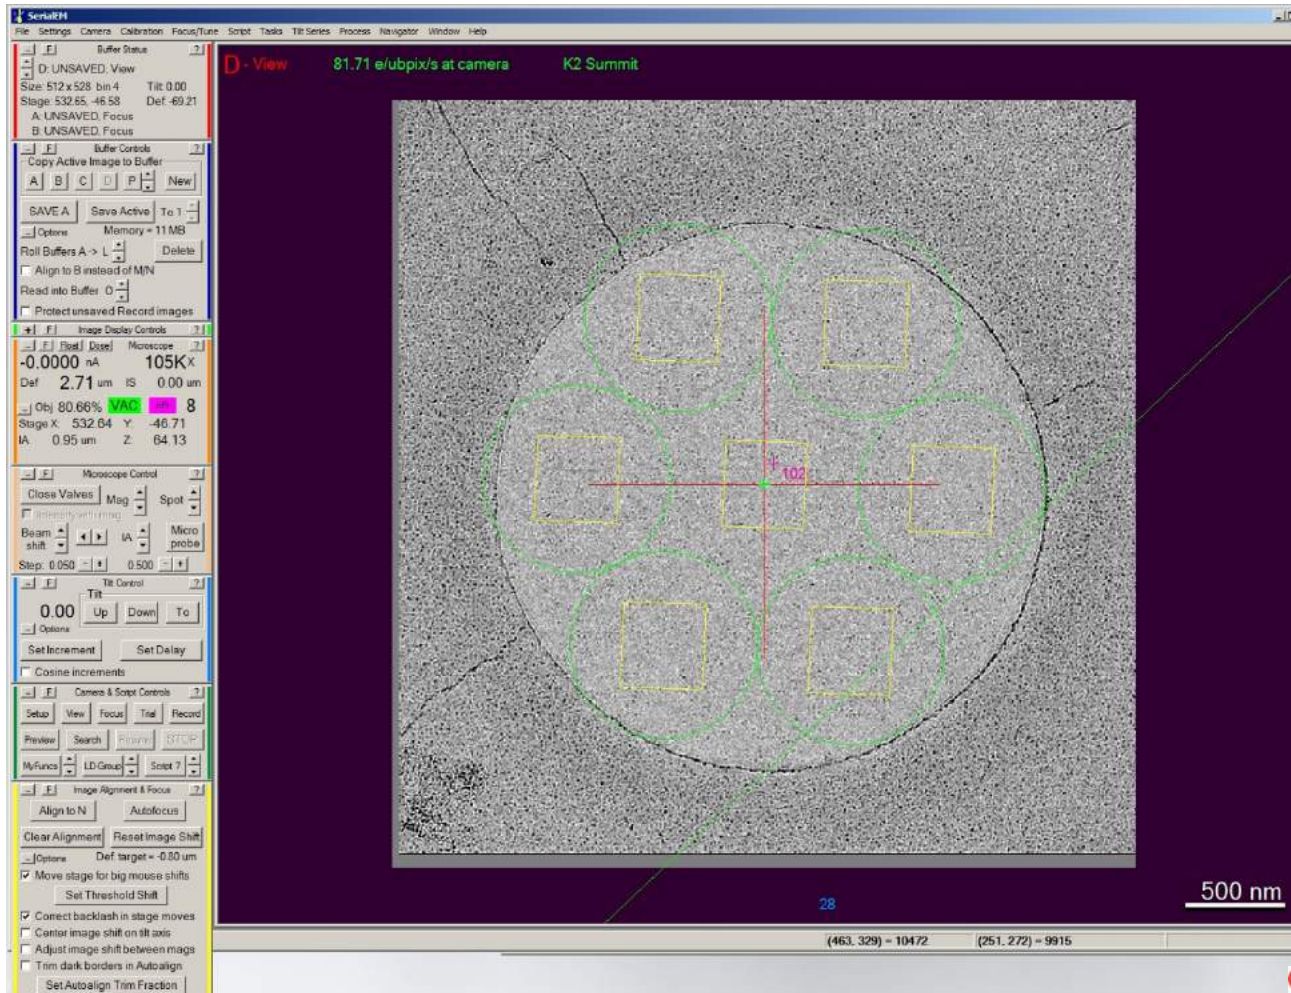 SerialEM
File Settings Camera Calibration Focus/Tune Script Tasks Tilt Series Process Navigator Window Help
Buffer Status
D: UNSAVED: View
Size: 512 x 528 bin 4 Tilt: 0.00
Stage: 532.65, -46.58 Def: -69.21
A: UNSAVED, Focus
B: UNSAVED, Focus
Buffer Controls
Copy Active Image to Buffer
A B C D P New
SAVE A Save Active To 1
Options Memory = 11 MB
Roll Buffers A -> L Delete
Align to B instead of M/N
Read into Buffer O
Protect unsaved Record images
Image Display Controls
Float Dose Microscope
-0.0000 nA 105K X
Def 2.71 um IS 0.00 um
Obj 80.66% VAC 8
Stage X: 532.64 Y: -46.71
IA: 0.95 um Z: 64.13
Microscope Control
Close Valves Mag Spot
Intensity with mag
Beam shift IA Micro probe
Step: 0.050 - + 0.500 - +
Tilt Control
Tilt
0.00 Up Down To
Options
Set Increment Set Delay
Cosine increments
Camera & Script Controls
Setup View Focus Trial Record
Preview Search Resume STOP
MyFuncs LD-Group Script 7
Image Alignment & Focus
Align to N Autofocus
Clear Alignment Reset Image Shift
Options Def. target = -0.80 um
Move stage for big mouse shifts
Set Threshold Shift
Correct backlash in stage moves
Center image shift on tilt axis
Adjust image shift between mags
Trim dark borders in Autoalign
Set Autoalign Trim Fraction
D - View 81.71 e/ubpix/s at camera K2 Summit
102
500 nm
28
(463, 329) = 10472 (251, 272) = 9915